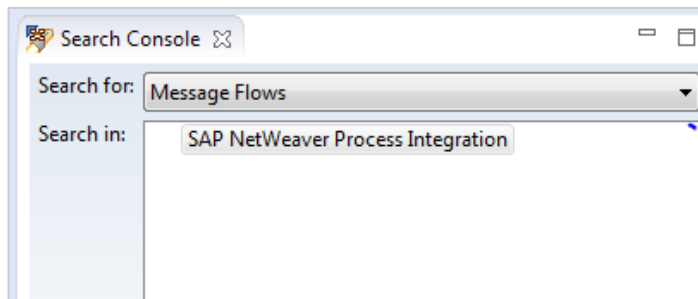 Search Console
Search for: Message Flows
Search in: SAP NetWeaver Process Integration